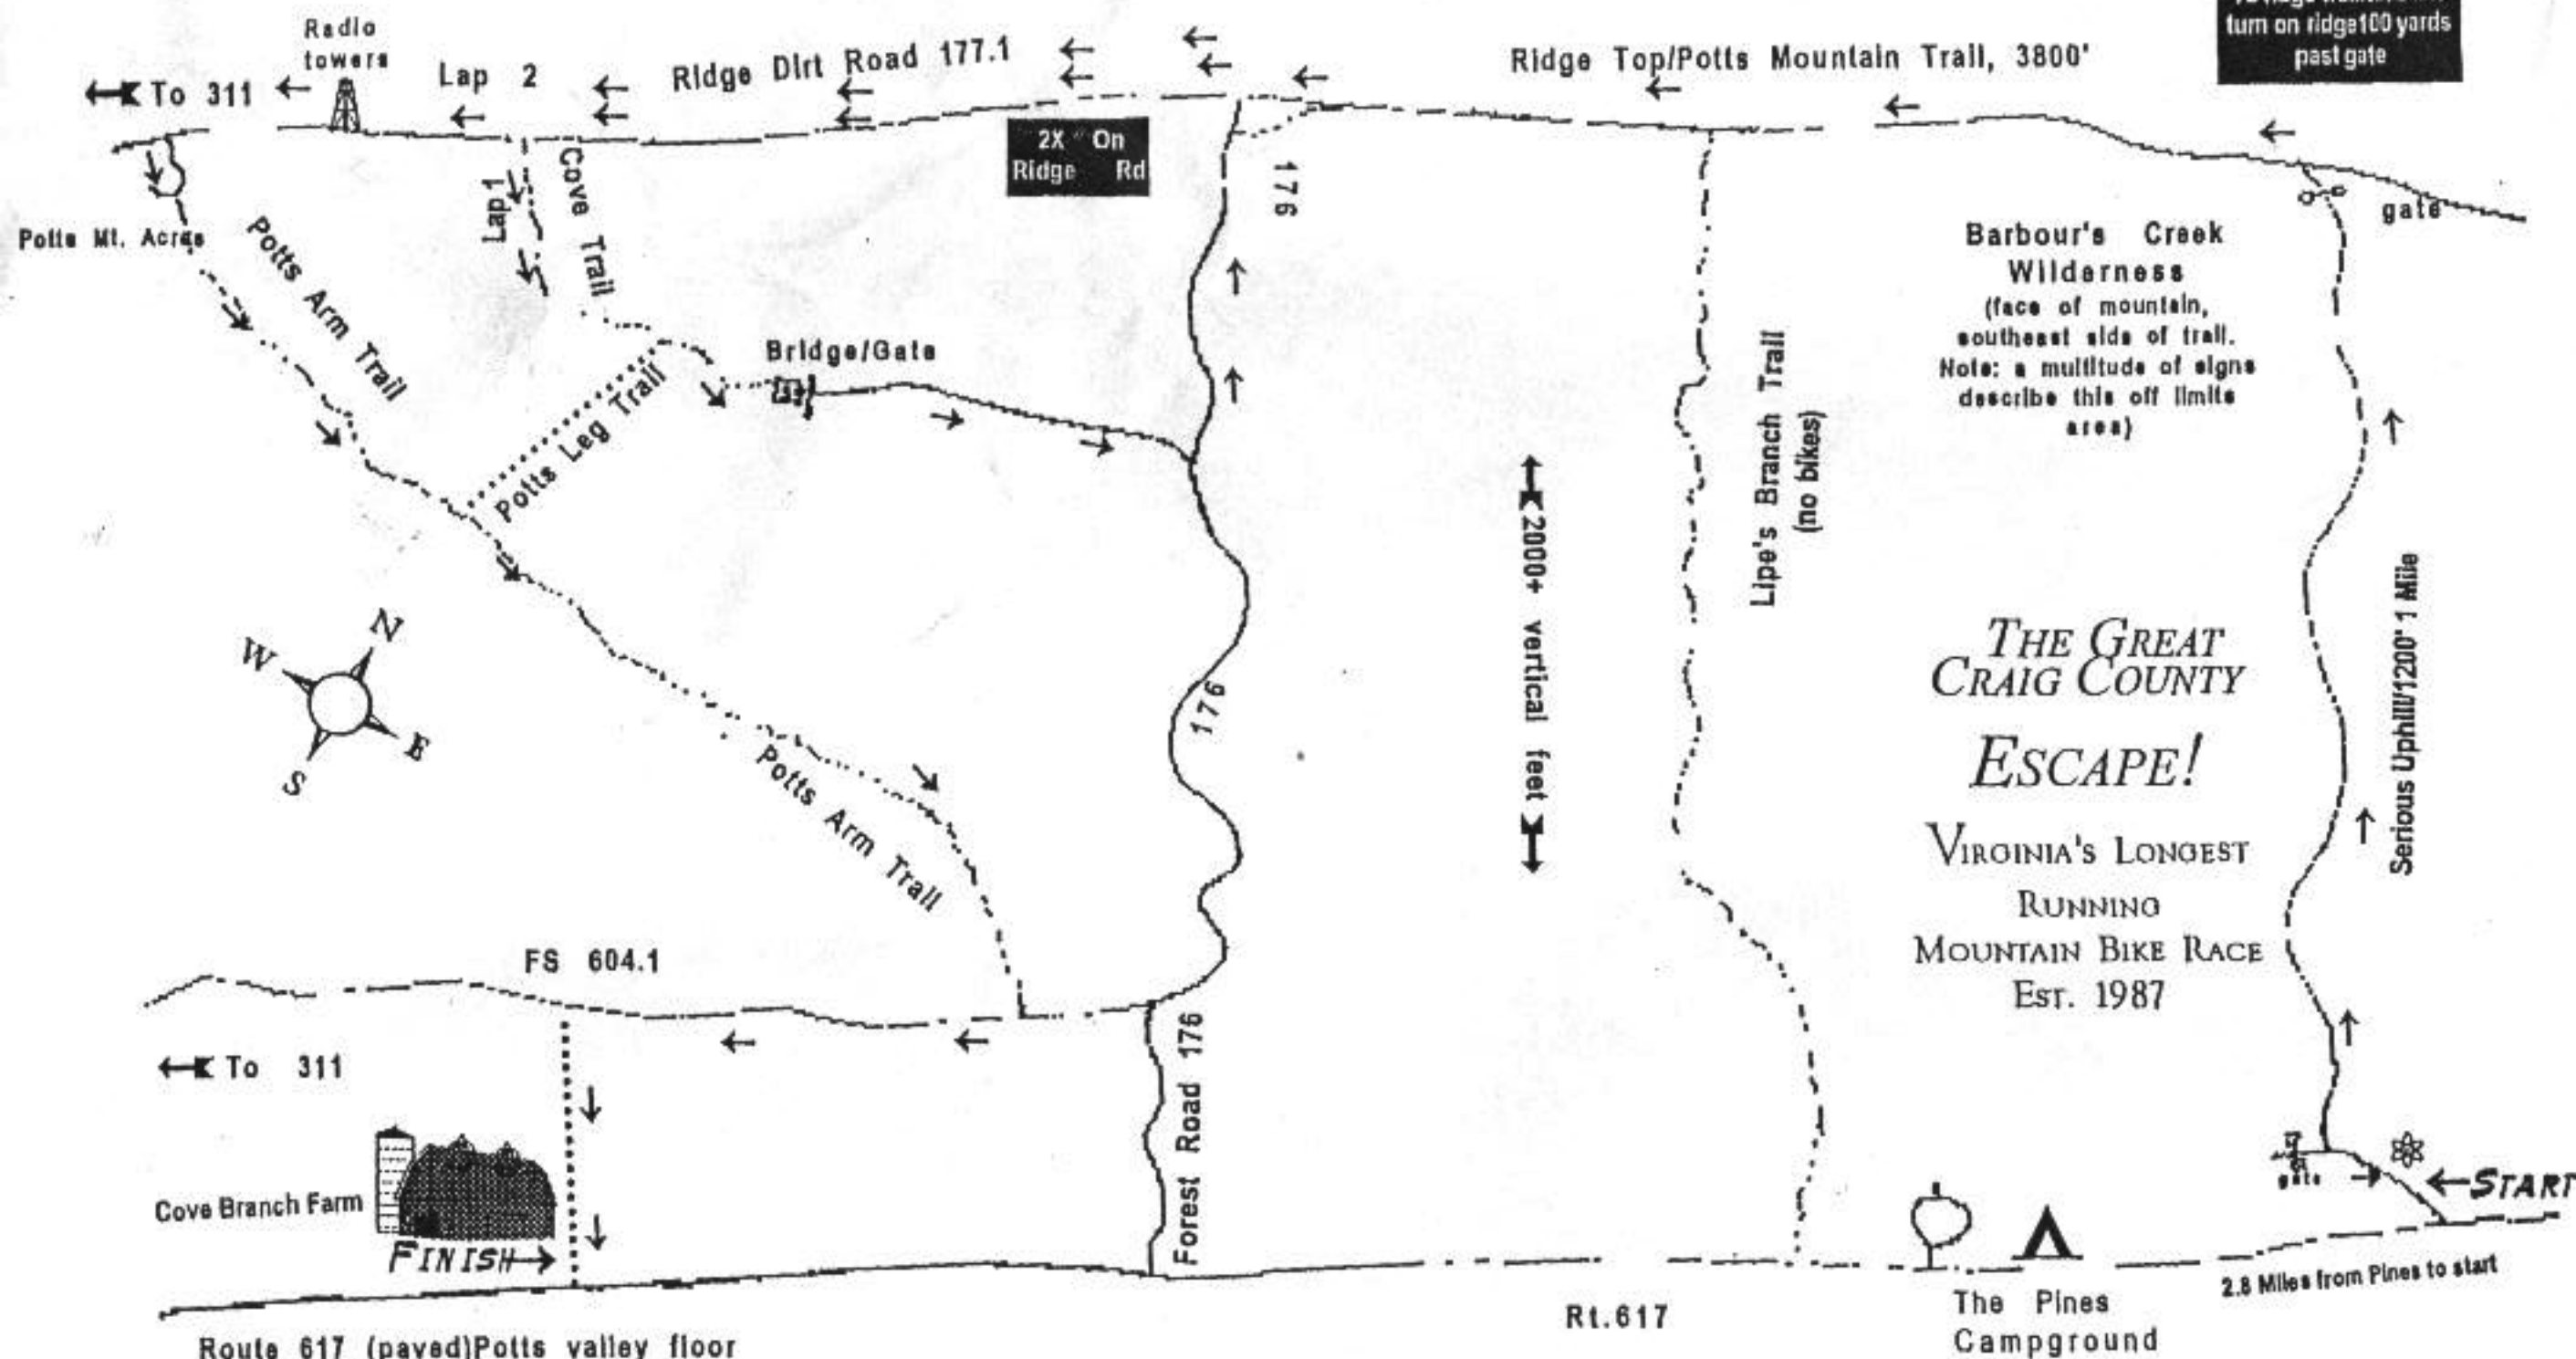 Radio
towers
To 311
Lap 2
Ridge Dirt Road 177.1
Ridge Top/Potts Mountain Trail, 3800'
turn on ridge 100 yards
past gate
2X On
Ridge Rd
176
gate
Potts Mt. Acres
Potts Arm Trail
Lap 1
Cove Trail
Bridge/Gate
Potts Leg Trail
Barbour's Creek
Wilderness
(face of mountain,
southeast side of trail.
Note: a multitude of signs
describe this off limits
area)
Lipe's Branch Trail
(no bikes)
2000+ vertical feet
Serious Uphill/1200' 1 Mile
N
W
E
S
176
THE GREAT
CRAIG COUNTY
ESCAPE!
VIRGINIA'S LONGEST
RUNNING
MOUNTAIN BIKE RACE
EST. 1987
Potts Arm Trail
FS 604.1
To 311
Forest Road 176
Cove Branch Farm
FINISH
gate
START
2.8 Miles from Pines to start
The Pines
Campground
Rt.617
Route 617 (paved)Potts valley floor